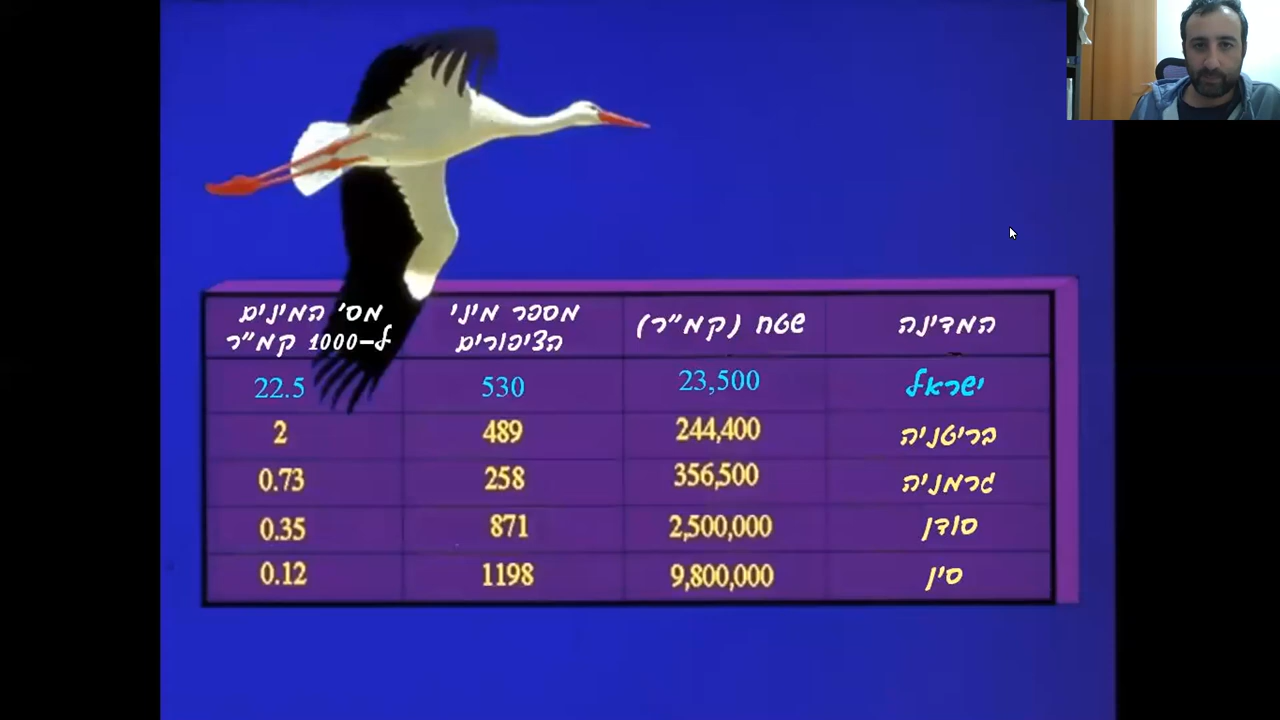 המדינה שטח (קמ"ר) מספר מיני הציפורים מס' המינים ל-1000 קמ"ר
ישראל 23,500 530 22.5
בריטניה 244,400 489 2
גרמניה 356,500 258 0.73
סודן 2,500,000 871 0.35
סין 9,800,000 1198 0.12